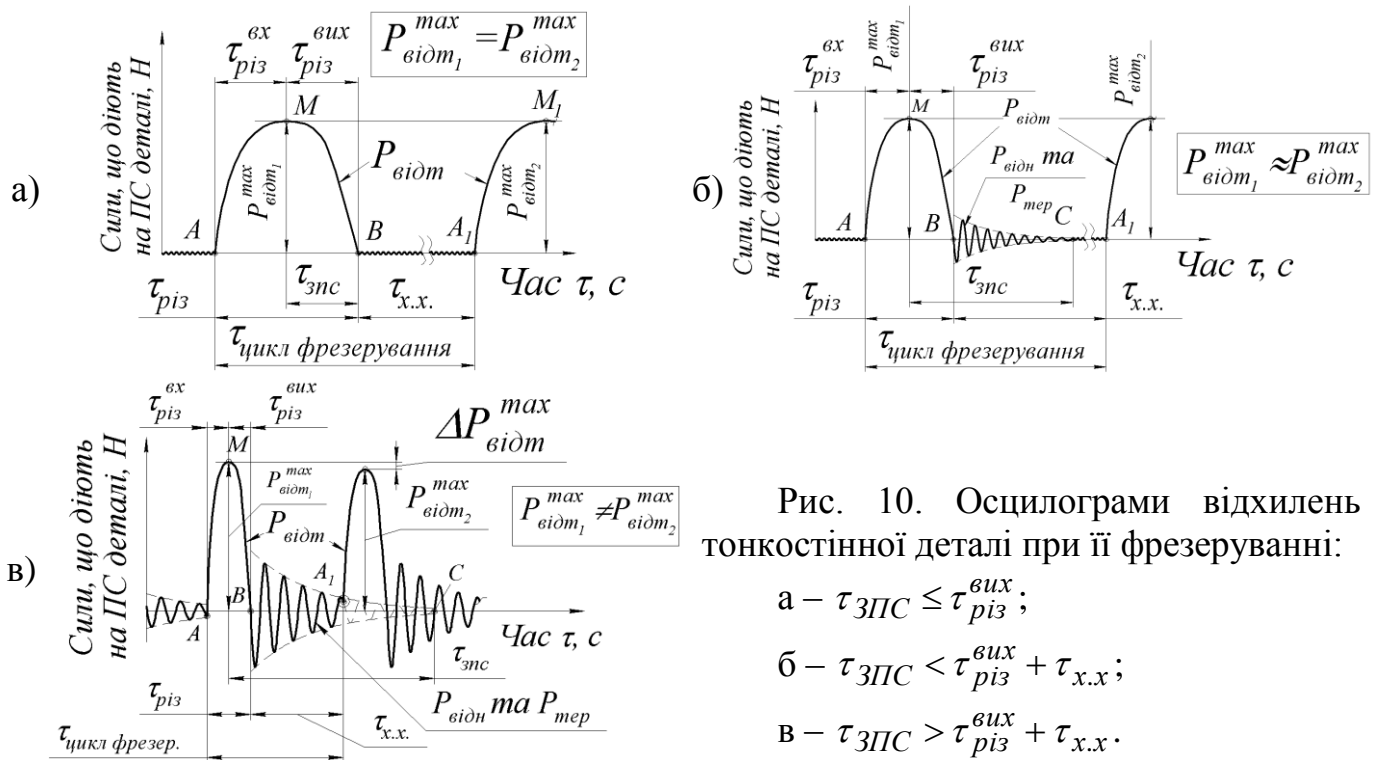 а)
Сили, що діють
на ПС деталі, Н
τ_різ^вх
τ_різ^вих
P_відт₁^max = P_відт₂^max
M
M₁
P_відт₁^max
P_відт
P_відт₂^max
A
B
A₁
Час τ, с
τ_різ
τ_зпс
τ_х.х.
τ_цикл фрезерування
б)
Сили, що діють
на ПС деталі, Н
τ_різ^вх
P_відт₁^max
τ_різ^вих
P_відт₂^max
M
P_відт
P_відн та
P_тер
C
P_відт₁^max ≈ P_відт₂^max
A
B
A₁
Час τ, с
τ_різ
τ_зпс
τ_х.х.
τ_цикл фрезерування
в)
Сили, що діють
на ПС деталі, Н
τ_різ^вх
τ_різ^вих
ΔP_відт^max
M
P_відт₁^max
P_відт
P_відт₂^max
P_відт₁^max ≠ P_відт₂^max
A
B
A₁
C
Час τ, с
τ_зпс
τ_різ
P_відн та P_тер
τ_х.х.
τ_цикл фрезер.
Рис. 10. Осцилограми відхилень
тонкостінної деталі при її фрезеруванні:
а – τ_ЗПС ≤ τ_різ^вих;
б – τ_ЗПС < τ_різ^вих + τ_х.х;
в – τ_ЗПС > τ_різ^вих + τ_х.х.